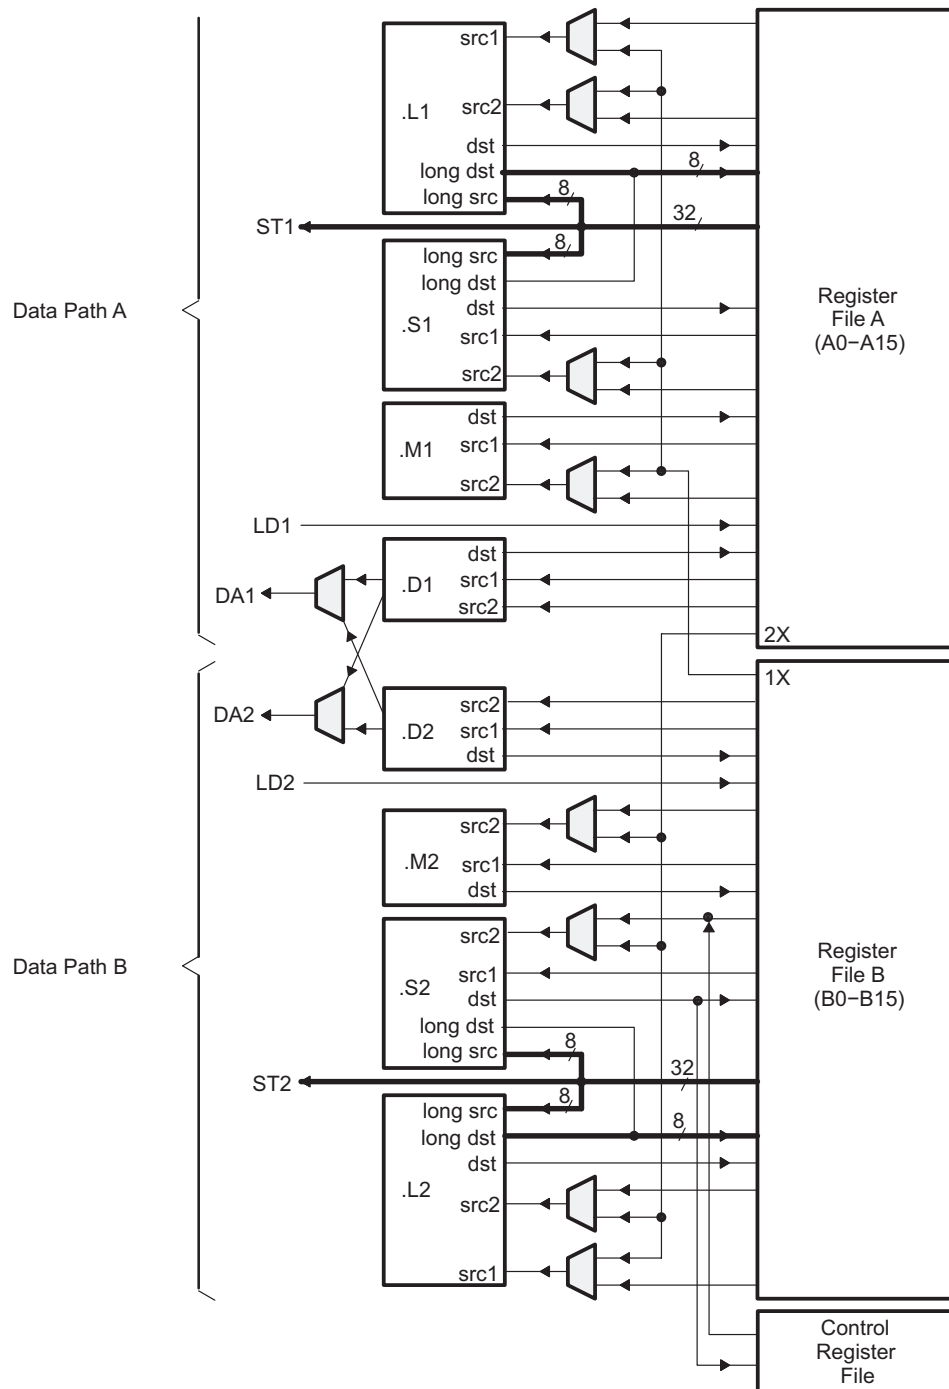 src1
.L1
src2
dst
long dst
8
long src
8
ST1
32
8
long src
long dst
dst
.S1
src1
src2
Data Path A
Register
File A
(A0−A15)
dst
.M1
src1
src2
LD1
dst
.D1
src1
src2
DA1
2X
1X
DA2
src2
.D2
src1
dst
LD2
src2
.M2
src1
dst
src2
.S2
src1
dst
long dst
long src
8
Data Path B
Register
File B
(B0−B15)
ST2
32
8
long src
long dst
8
dst
.L2
src2
src1
Control
Register
File